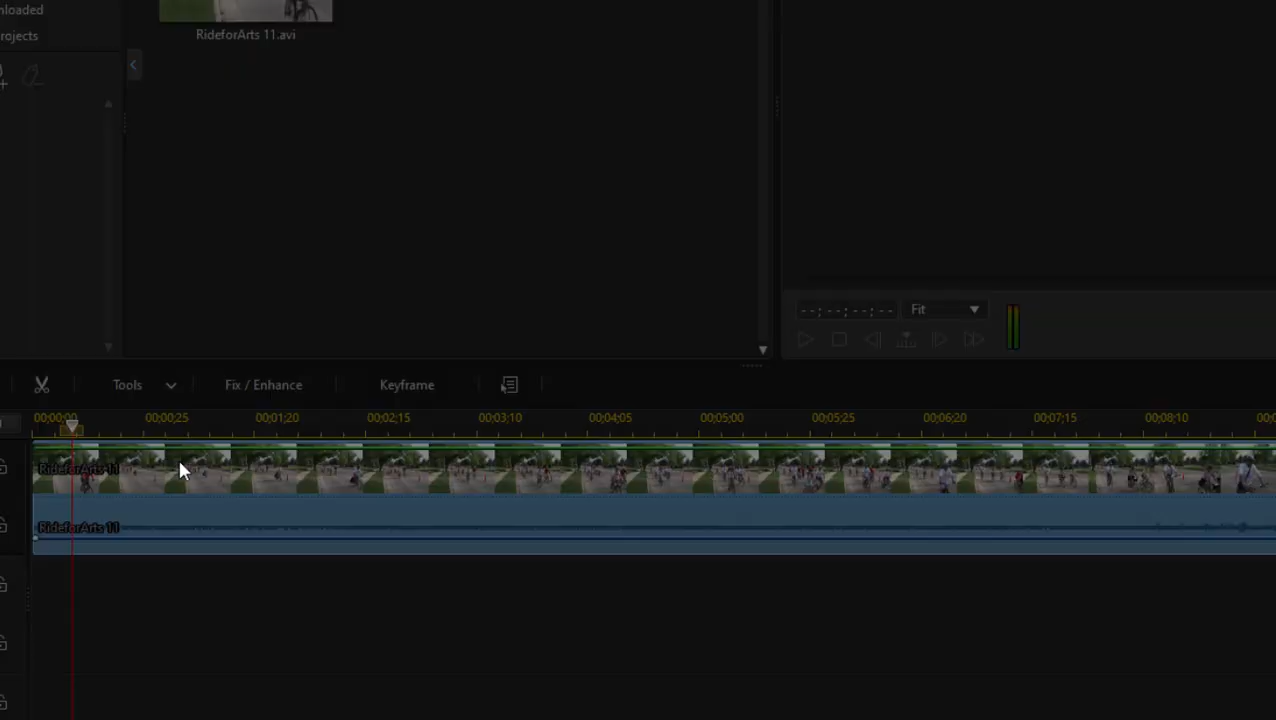 nloaded
rojects
RideforArts 11.avi
--;--;--;--
Fit
Tools
Fix / Enhance
Keyframe
00;00;00 00;00;25 00;01;20 00;02;15 00;03;10 00;04;05 00;05;00 00;05;25 00;06;20 00;07;15 00;08;10 00;0
RideforArts 11
RideforArts 11